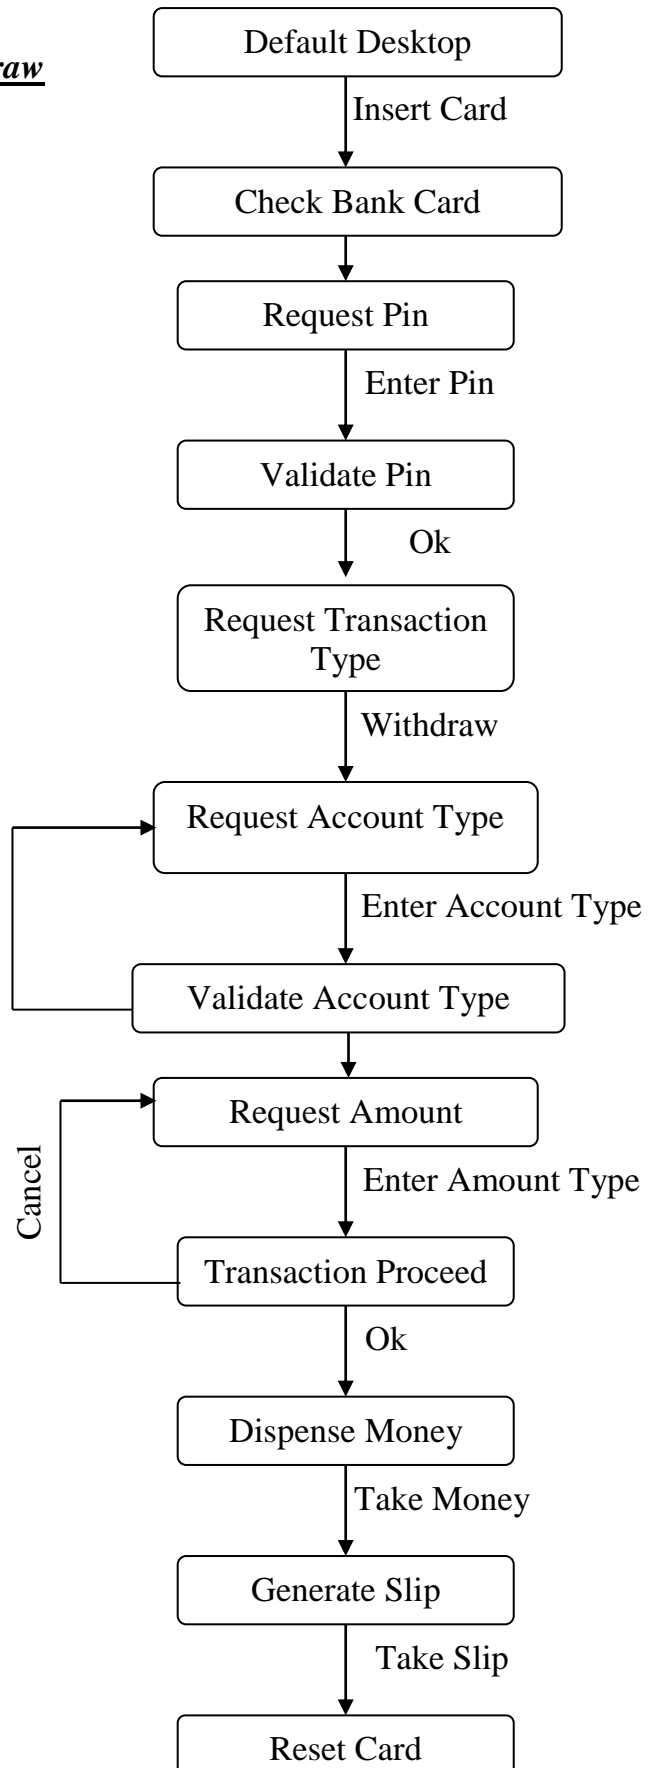 Default Desktop
raw
Insert Card
Check Bank Card
Request Pin
Enter Pin
Validate Pin
Ok
Request Transaction
Type
Withdraw
Request Account Type
Enter Account Type
Validate Account Type
Request Amount
Cancel
Enter Amount Type
Transaction Proceed
Ok
Dispense Money
Take Money
Generate Slip
Take Slip
Reset Card